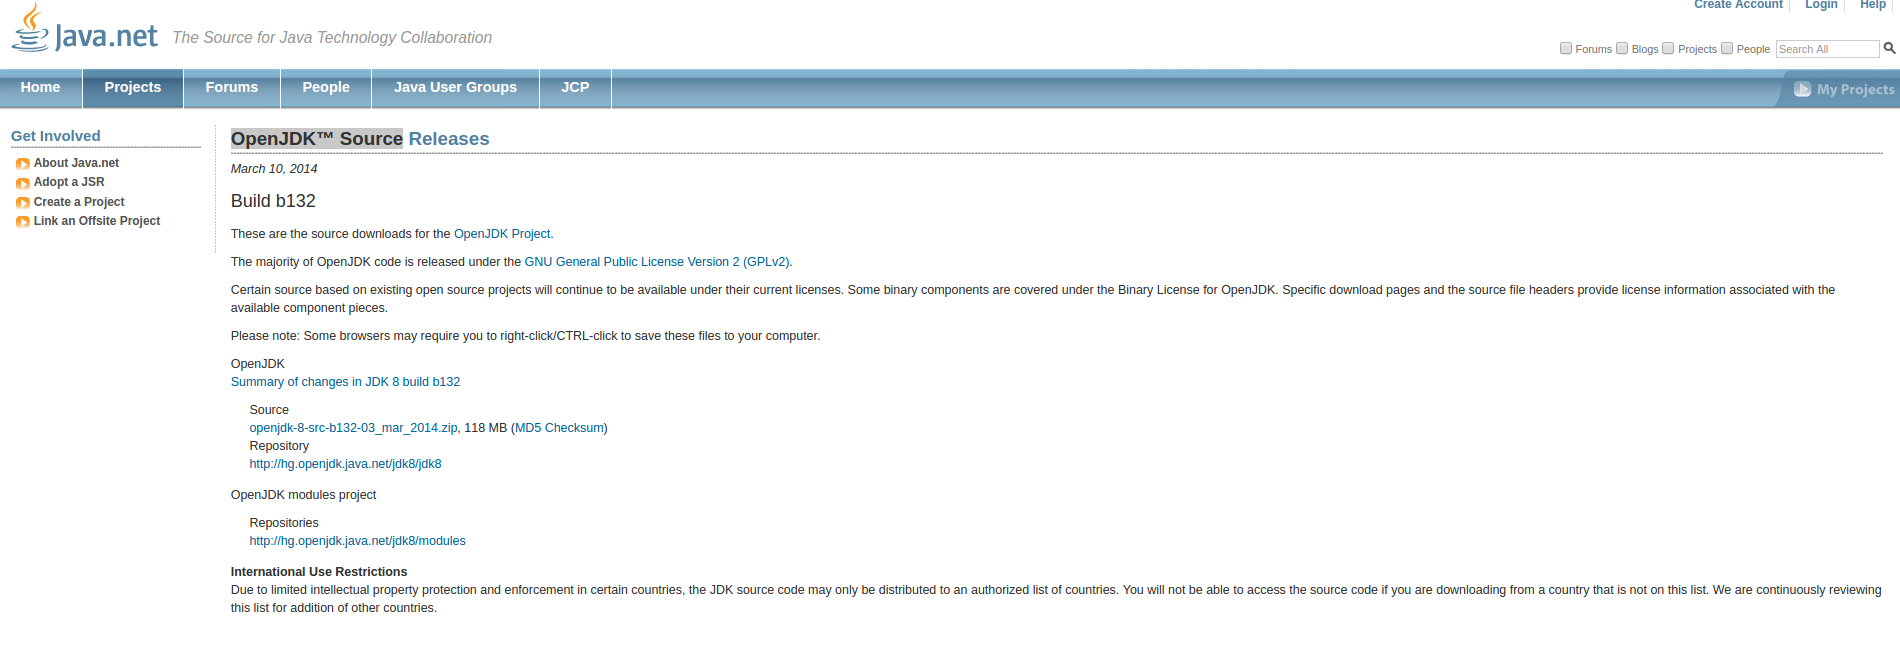 Create Account Login Help
Java.net The Source for Java Technology Collaboration
Forums Blogs Projects People Search All
Home Projects Forums People Java User Groups JCP My Projects
Get Involved
About Java.net
Adopt a JSR
Create a Project
Link an Offsite Project
OpenJDK™ Source Releases
March 10, 2014
Build b132
These are the source downloads for the OpenJDK Project.
The majority of OpenJDK code is released under the GNU General Public License Version 2 (GPLv2).
Certain source based on existing open source projects will continue to be available under their current licenses. Some binary components are covered under the Binary License for OpenJDK. Specific download pages and the source file headers provide license information associated with the
available component pieces.
Please note: Some browsers may require you to right-click/CTRL-click to save these files to your computer.
OpenJDK
Summary of changes in JDK 8 build b132
Source
openjdk-8-src-b132-03_mar_2014.zip, 118 MB (MD5 Checksum)
Repository
http://hg.openjdk.java.net/jdk8/jdk8
OpenJDK modules project
Repositories
http://hg.openjdk.java.net/jdk8/modules
International Use Restrictions
Due to limited intellectual property protection and enforcement in certain countries, the JDK source code may only be distributed to an authorized list of countries. You will not be able to access the source code if you are downloading from a country that is not on this list. We are continuously reviewing
this list for addition of other countries.